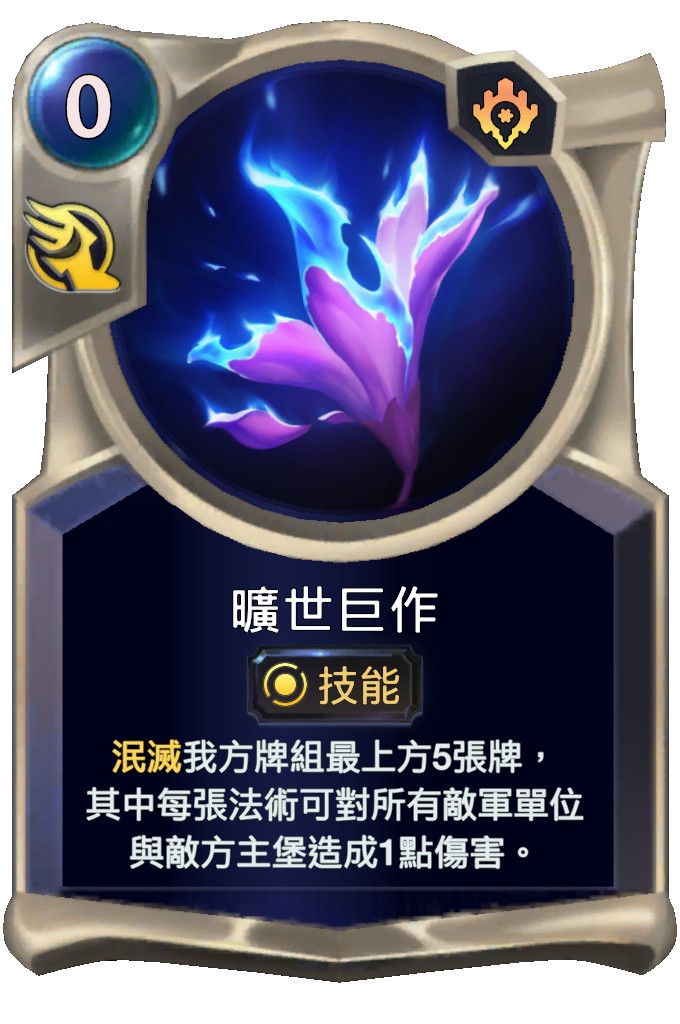 0
曠世巨作
技能
泯滅我方牌組最上方5張牌，
其中每張法術可對所有敵軍單位
與敵方主堡造成1點傷害。